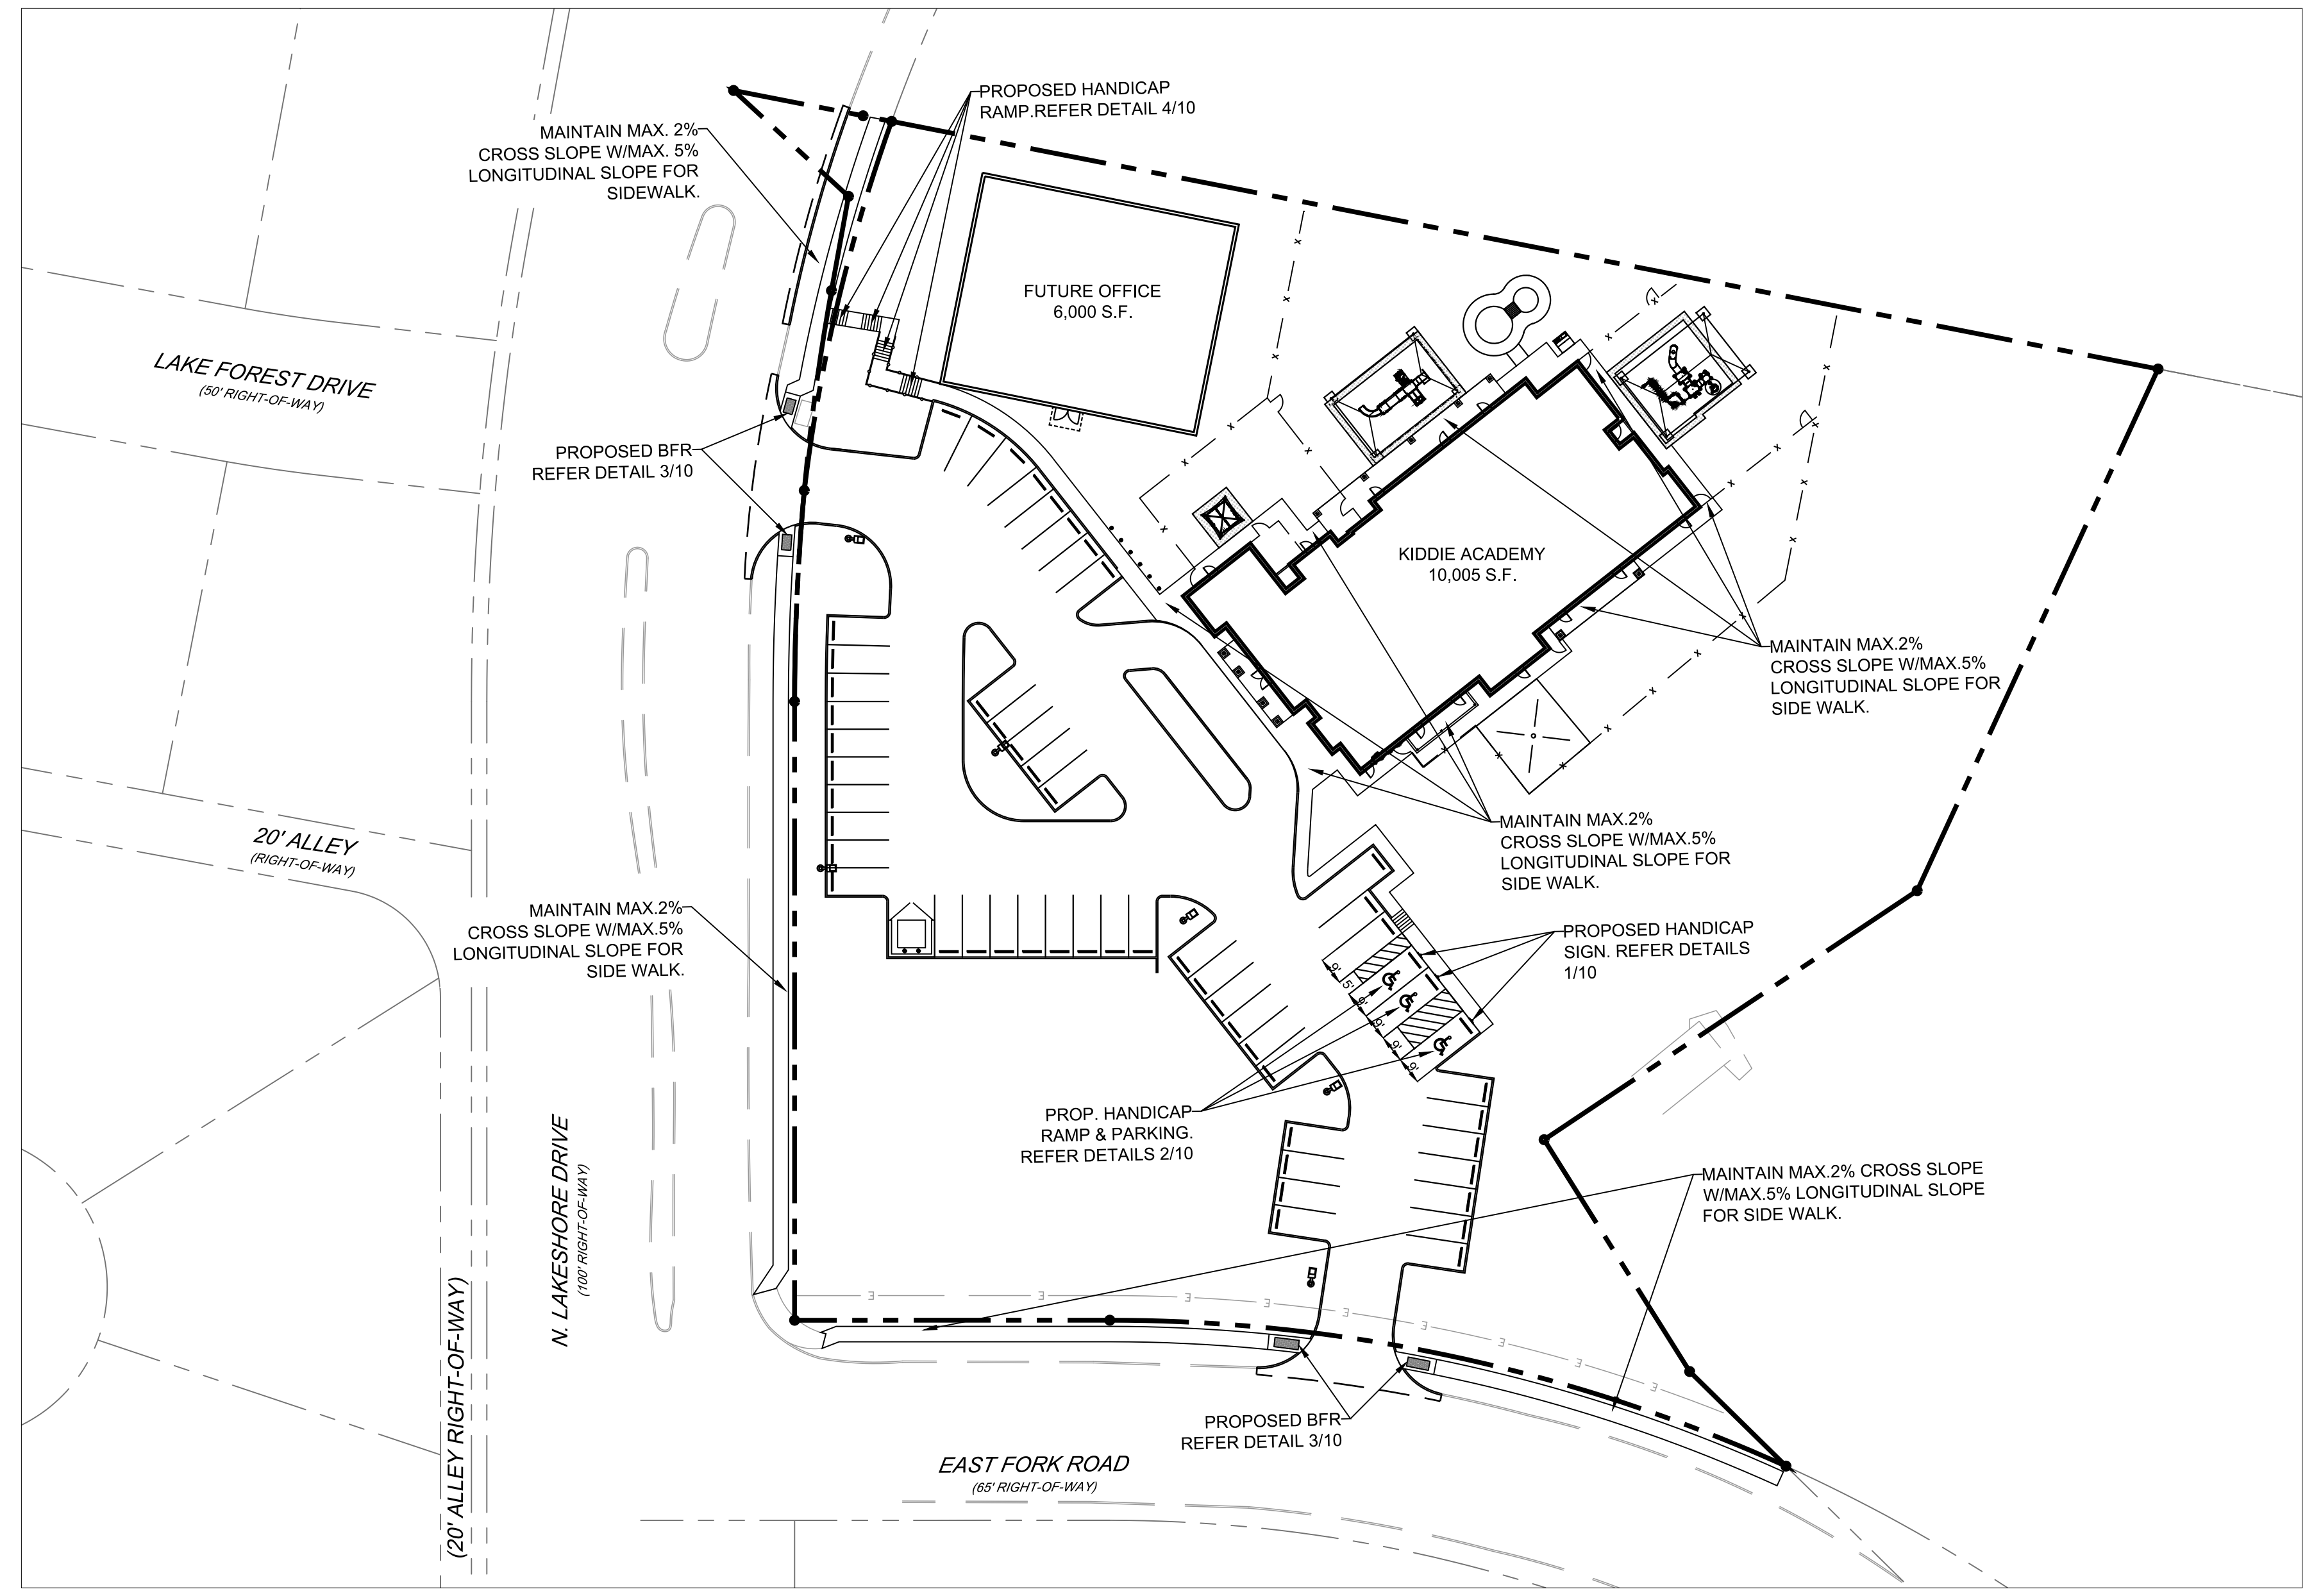 PROPOSED HANDICAP
RAMP.REFER DETAIL 4/10
MAINTAIN MAX. 2%
CROSS SLOPE W/MAX. 5%
LONGITUDINAL SLOPE FOR
SIDEWALK.
FUTURE OFFICE
6,000 S.F.
LAKE FOREST DRIVE
(50' RIGHT-OF-WAY)
PROPOSED BFR
REFER DETAIL 3/10
KIDDIE ACADEMY
10,005 S.F.
MAINTAIN MAX.2%
CROSS SLOPE W/MAX.5%
LONGITUDINAL SLOPE FOR
SIDE WALK.
20' ALLEY
(RIGHT-OF-WAY)
MAINTAIN MAX.2%
CROSS SLOPE W/MAX.5%
LONGITUDINAL SLOPE FOR
SIDE WALK.
MAINTAIN MAX.2%
CROSS SLOPE W/MAX.5%
LONGITUDINAL SLOPE FOR
SIDE WALK.
PROPOSED HANDICAP
SIGN. REFER DETAILS
1/10
9'
5'
9'
9'
9'
9'
PROP. HANDICAP
RAMP & PARKING.
REFER DETAILS 2/10
N. LAKESHORE DRIVE
(100' RIGHT-OF-WAY)
MAINTAIN MAX.2% CROSS SLOPE
W/MAX.5% LONGITUDINAL SLOPE
FOR SIDE WALK.
(20' ALLEY RIGHT-OF-WAY)
E
E
E
E
E
E
E
E
E
PROPOSED BFR
REFER DETAIL 3/10
EAST FORK ROAD
(65' RIGHT-OF-WAY)